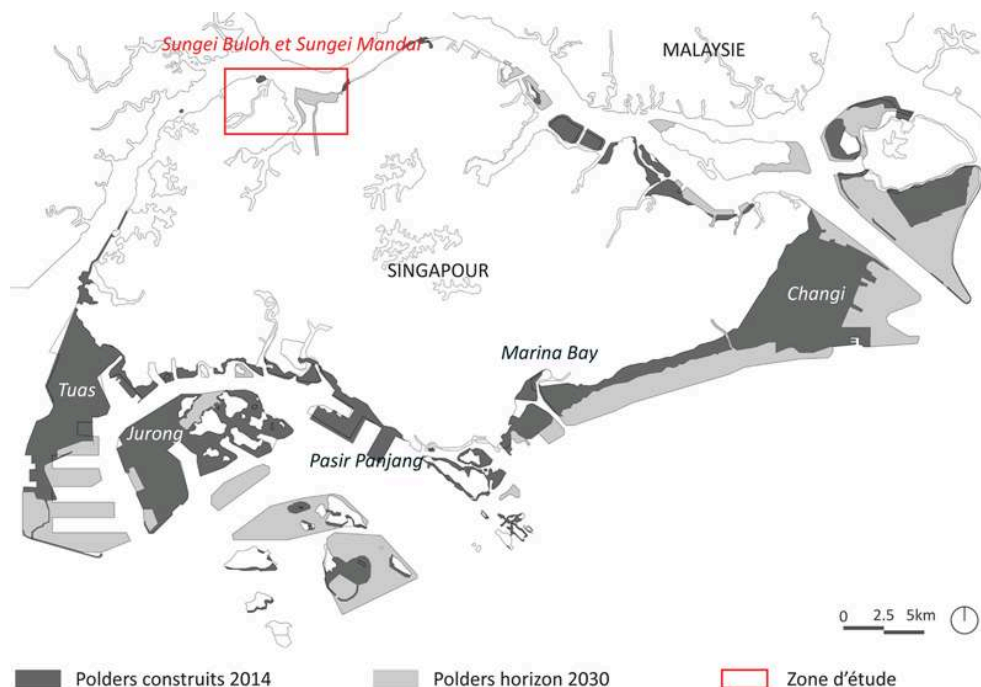 Sungei Buloh et Sungei Mandai
MALAYSIE
SINGAPOUR
Changi
Marina Bay
Tuas
Jurong
Pasir Panjang
0 2.5 5km
Polders construits 2014 Polders horizon 2030 Zone d'étude